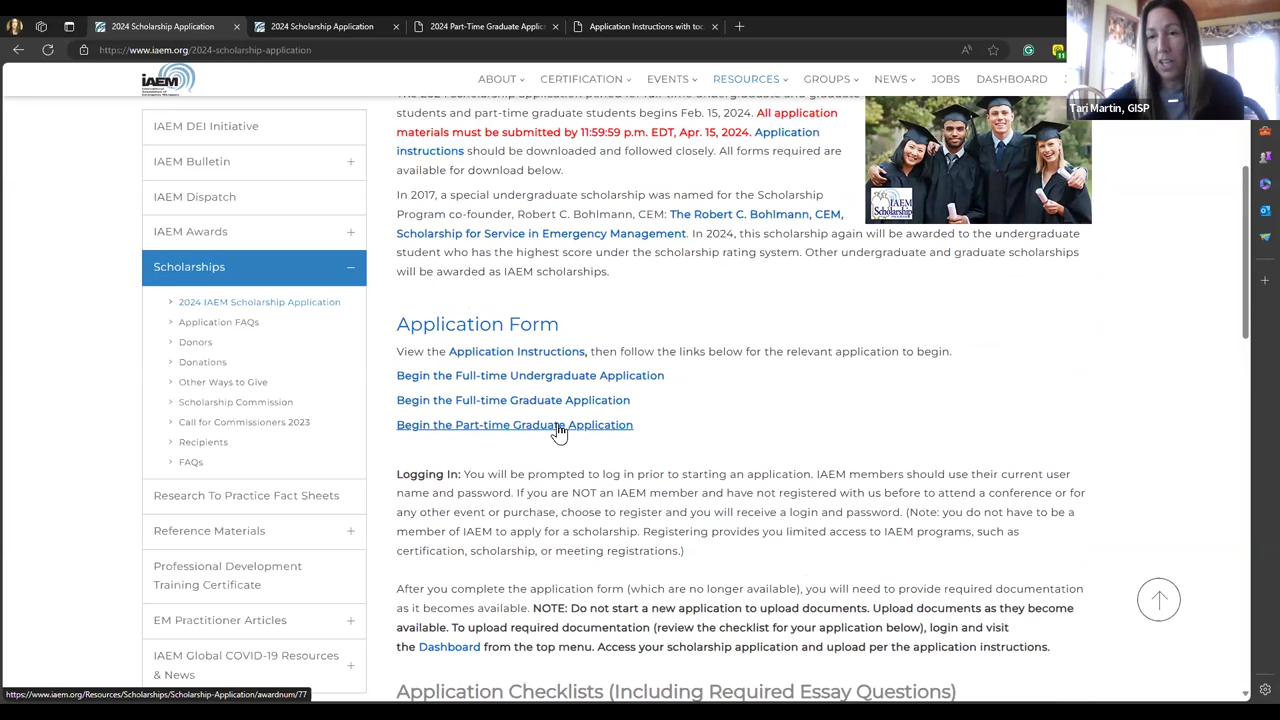 2024 Scholarship Application
2024 Scholarship Application
2024 Part-Time Graduate Applic
Application Instructions with too
https://www.iaem.org/2024-scholarship-application
11
IAEM
ABOUT
CERTIFICATION
EVENTS
RESOURCES
GROUPS
NEWS
JOBS
DASHBOARD
Tari Martin, GISP
IAEM DEI Initiative
IAEM Bulletin
IAEM Dispatch
IAEM Awards
Scholarships
2024 IAEM Scholarship Application
Application FAQs
Donors
Donations
Other Ways to Give
Scholarship Commission
Call for Commissioners 2023
Recipients
FAQs
Research To Practice Fact Sheets
Reference Materials
Professional Development
Training Certificate
EM Practitioner Articles
IAEM Global COVID-19 Resources
& News
students and part-time graduate students begins Feb. 15, 2024. All application
materials must be submitted by 11:59:59 p.m. EDT, Apr. 15, 2024. Application
instructions should be downloaded and followed closely. All forms required are
available for download below.
IAEM
Scholarship
In 2017, a special undergraduate scholarship was named for the Scholarship
Program co-founder, Robert C. Bohlmann, CEM: The Robert C. Bohlmann, CEM,
Scholarship for Service in Emergency Management. In 2024, this scholarship again will be awarded to the undergraduate
student who has the highest score under the scholarship rating system. Other undergraduate and graduate scholarships
will be awarded as IAEM scholarships.
Application Form
View the Application Instructions, then follow the links below for the relevant application to begin.
Begin the Full-time Undergraduate Application
Begin the Full-time Graduate Application
Begin the Part-time Graduate Application
Logging In: You will be prompted to log in prior to starting an application. IAEM members should use their current user
name and password. If you are NOT an IAEM member and have not registered with us before to attend a conference or for
any other event or purchase, choose to register and you will receive a login and password. (Note: you do not have to be a
member of IAEM to apply for a scholarship. Registering provides you limited access to IAEM programs, such as
certification, scholarship, or meeting registrations.)
After you complete the application form (which are no longer available), you will need to provide required documentation
as it becomes available. NOTE: Do not start a new application to upload documents. Upload documents as they become
available. To upload required documentation (review the checklist for your application below), login and visit
the Dashboard from the top menu. Access your scholarship application and upload per the application instructions.
Application Checklists (Including Required Essay Questions)
https://www.iaem.org/Resources/Scholarships/Scholarship-Application/awardnum/77